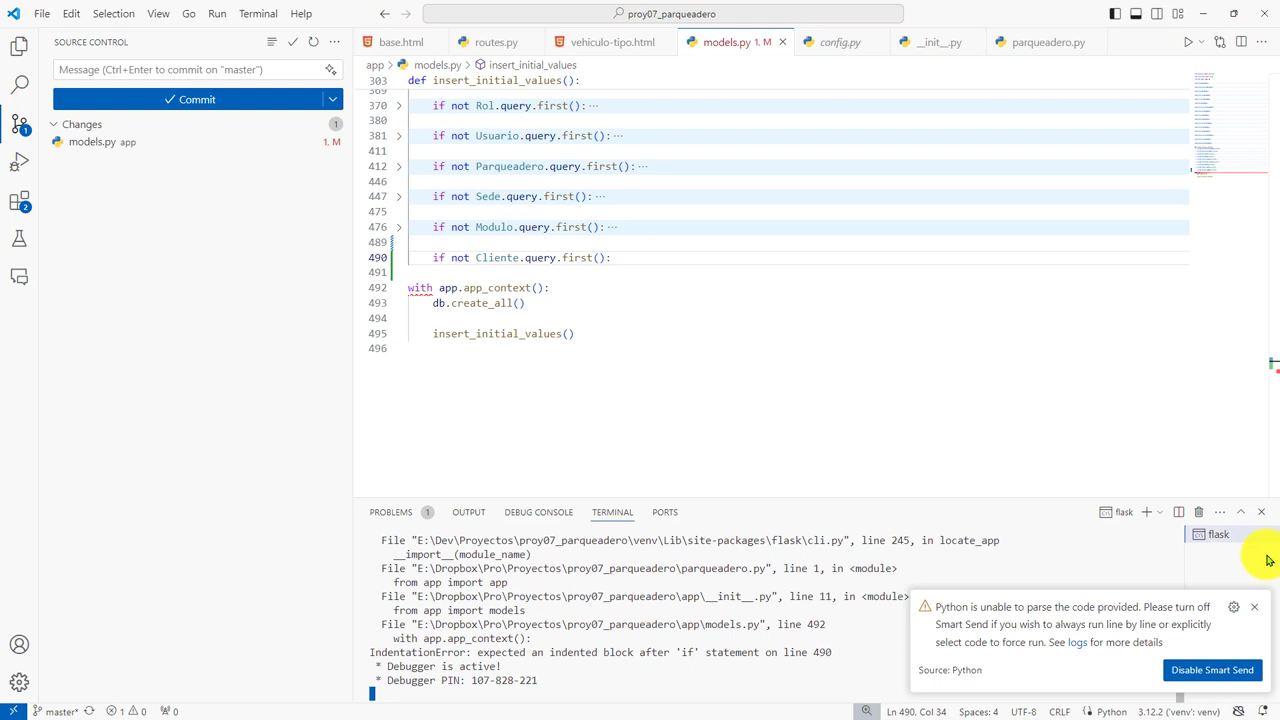 File Edit Selection View Go Run Terminal Help
proy07_parqueadero
SOURCE CONTROL
base.html
routes.py
vehiculo-tipo.html
models.py 1, M
config.py
__init__.py
parqueadero.py
app > models.py > insert_initial_values
Message (Ctrl+Enter to commit on "master")
Commit
Changes
models.py app 1, M
303 def insert_initial_values():
369
370 if not Rol.query.first(): ...
380
381 if not Usuario.query.first(): ...
411
412 if not Parqueadero.query.first(): ...
446
447 if not Sede.query.first(): ...
475
476 if not Modulo.query.first(): ...
489
490 if not Cliente.query.first():
491
492 with app.app_context():
493 db.create_all()
494
495 insert_initial_values()
496
PROBLEMS 1 OUTPUT DEBUG CONSOLE TERMINAL PORTS
flask
flask
File "E:\Dev\Proyectos\proy07_parqueadero\venv\Lib\site-packages\flask\cli.py", line 245, in locate_app
__import__(module_name)
File "E:\Dropbox\Pro\Proyectos\proy07_parqueadero\parqueadero.py", line 1, in <module>
from app import app
File "E:\Dropbox\Pro\Proyectos\proy07_parqueadero\app\__init__.py", line 11, in <module>
from app import models
File "E:\Dropbox\Pro\Proyectos\proy07_parqueadero\app\models.py", line 492
with app.app_context():
IndentationError: expected an indented block after 'if' statement on line 490
* Debugger is active!
* Debugger PIN: 107-827-821
Python is unable to parse the code provided. Please turn off
Smart Send if you wish to always run line by line or explicitly
select code to force run. See logs for more details
Source: Python
Disable Smart Send
1
2
master* 1 0 0
Ln 490, Col 34 Spaces: 4 UTF-8 CRLF Python 3.12.2 ('venv': venv)